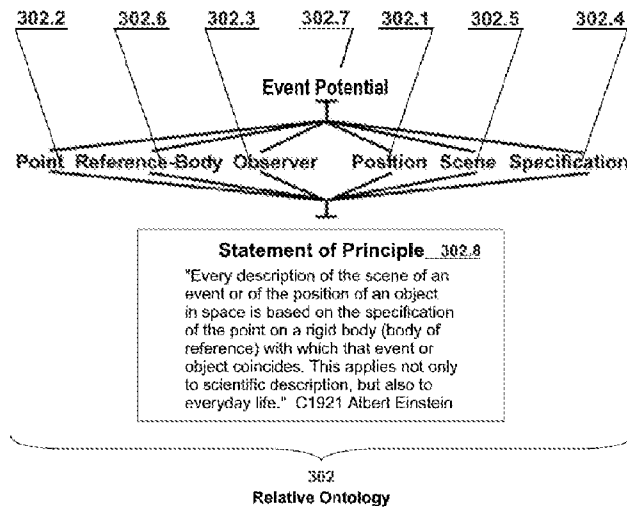 302.2 302.6 302.3 302.7 302.1 302.5 302.4
Event Potential
Point Reference-Body Observer Position Scene Specification
Statement of Principle 302.8
"Every description of the scene of an
event or of the position of an object
in space is based on the specification
of the point on a rigid body (body of
reference) with which that event or
object coincides. This applies not only
to scientific description, but also to
everyday life." C1921 Albert Einstein
302
Relative Ontology